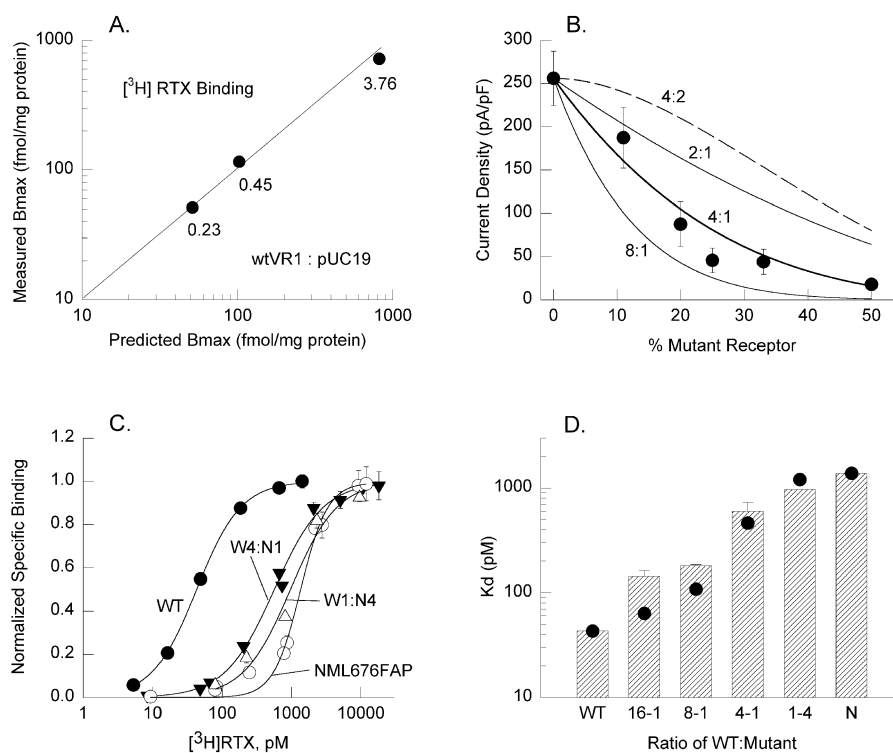 A.
1000
100
10
Measured Bmax (fmol/mg protein)
[³H] RTX Binding
3.76
0.45
0.23
wtVR1 : pUC19
10 100 1000
Predicted Bmax (fmol/mg protein)
B.
300
250
200
150
100
50
0
Current Density (pA/pF)
4:2
2:1
4:1
8:1
0 10 20 30 40 50
% Mutant Receptor
C.
1.2
1.0
0.8
0.6
0.4
0.2
0.0
Normalized Specific Binding
W4:N1
WT
W1:N4
NML676FAP
1 10 100 1000 10000
[³H]RTX, pM
D.
1000
100
10
Kd (pM)
WT 16-1 8-1 4-1 1-4 N
Ratio of WT:Mutant